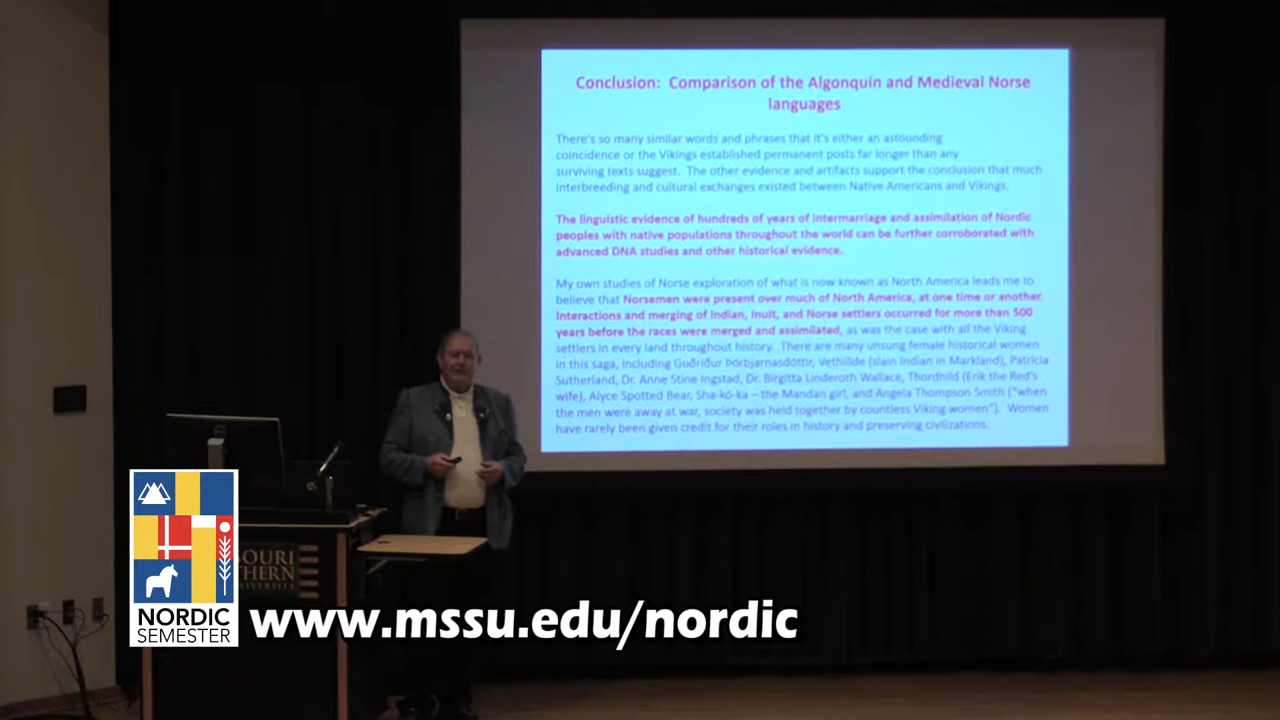 Conclusion:  Comparison of the Algonquin and Medieval Norse
languages
There's so many similar words and phrases that it's either an astounding
coincidence or the Vikings established permanent posts far longer than any
surviving texts suggest.  The other evidence and artifacts support the conclusion that much
interbreeding and cultural exchanges existed between Native Americans and Vikings.
The linguistic evidence of hundreds of years of intermarriage and assimilation of Nordic
peoples with native populations throughout the world can be further corroborated with
advanced DNA studies and other historical evidence.
My own studies of Norse exploration of what is now known as North America leads me to
believe that Norsemen were present over much of North America, at one time or another.
Interactions and merging of Indian, Inuit, and Norse settlers occurred for more than 500
years before the races were merged and assimilated, as was the case with all the Viking
settlers in every land throughout history.  There are many unsung female historical women
in this saga, including Guðriður Þórbjarnasdóttir, Vethillde (slain Indian in Markland), Patricia
Sutherland, Dr. Anne Stine Ingstad, Dr. Birgitta Linderoth Wallace, Thordhild (Erik the Red's
wife), Alyce Spotted Bear, Sha-kó-ka – the Mandan girl, and Angela Thompson Smith ("when
the men were away at war, society was held together by countless Viking women").  Women
have rarely been given credit for their roles in history and preserving civilizations.
SOURI
THERN
NIVERSITY
NORDIC
SEMESTER
www.mssu.edu/nordic